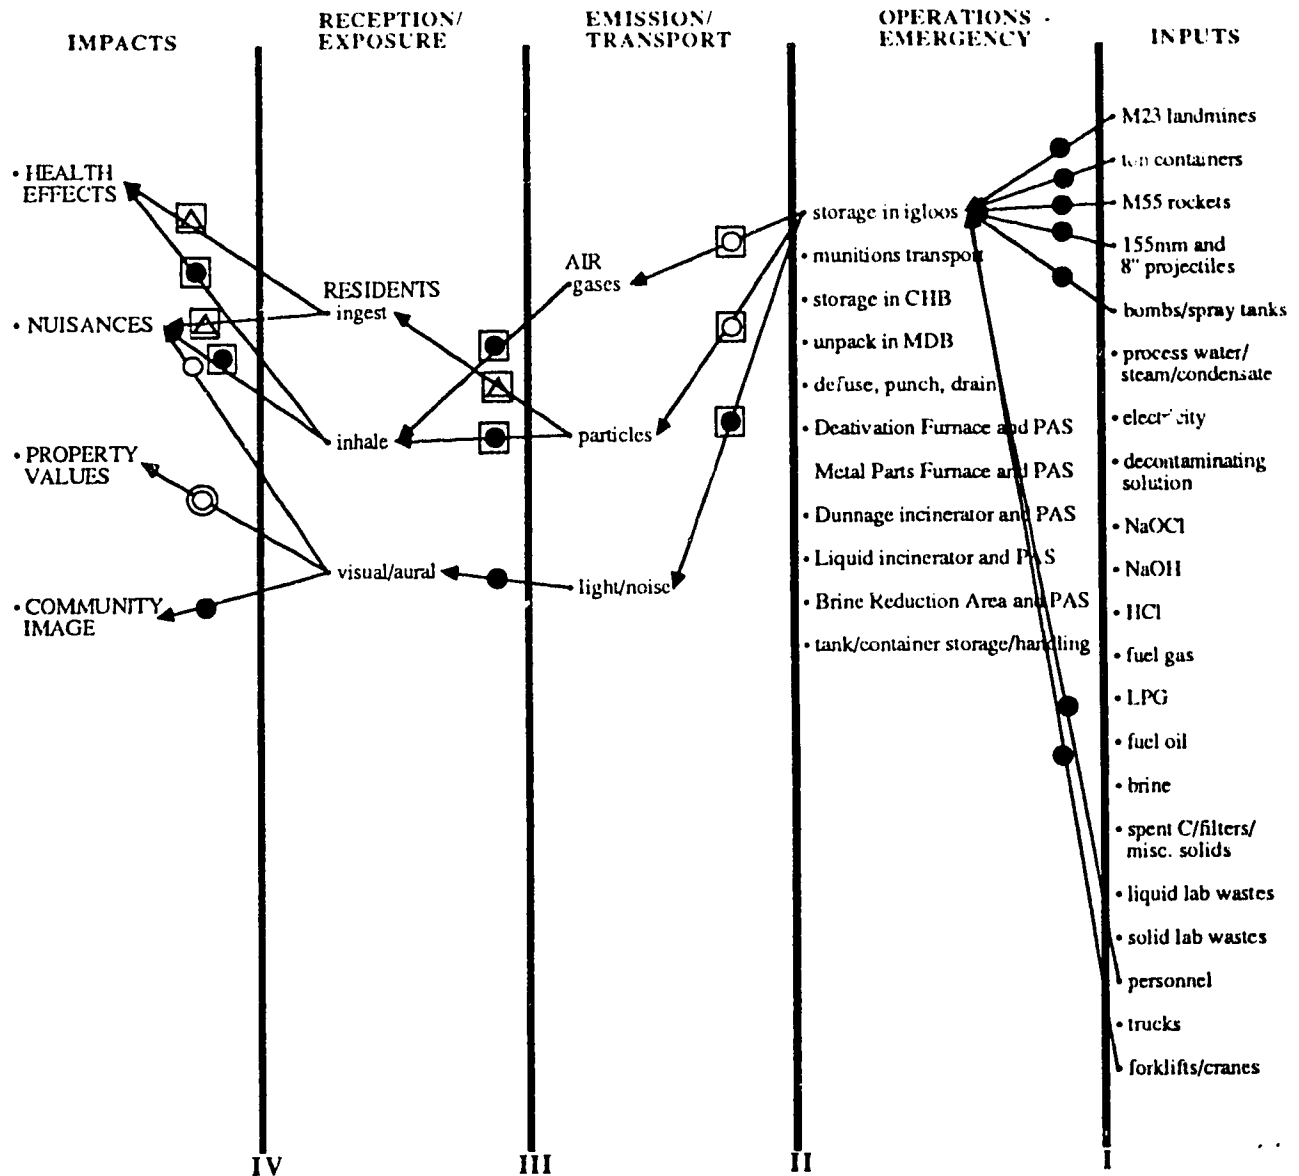 IMPACTS
RECEPTION/
EXPOSURE
EMISSION/
TRANSPORT
OPERATIONS -
EMERGENCY
INPUTS
• HEALTH
EFFECTS
• NUISANCES
• PROPERTY
VALUES
• COMMUNITY
IMAGE
RESIDENTS
• ingest
• inhale
• visual/aural
AIR
• gases
• particles
• light/noise
• storage in igloos
• munitions transport
• storage in CHB
• unpack in MDB
• defuse, punch, drain
• Deativation Furnace and PAS
Metal Parts Furnace and PAS
• Dunnage incinerator and PAS
• Liquid incinerator and PAS
• Brine Reduction Area and PAS
• tank/container storage/handling
• M23 landmines
• ton containers
• M55 rockets
• 155mm and
8" projectiles
• bombs/spray tanks
• process water/
steam/condensate
• electricity
• decontaminating
solution
• NaOCl
• NaOH
• HCl
• fuel gas
• LPG
• fuel oil
• brine
• spent C/filters/
misc. solids
• liquid lab wastes
• solid lab wastes
• personnel
• trucks
• forklifts/cranes
IV
III
II
I